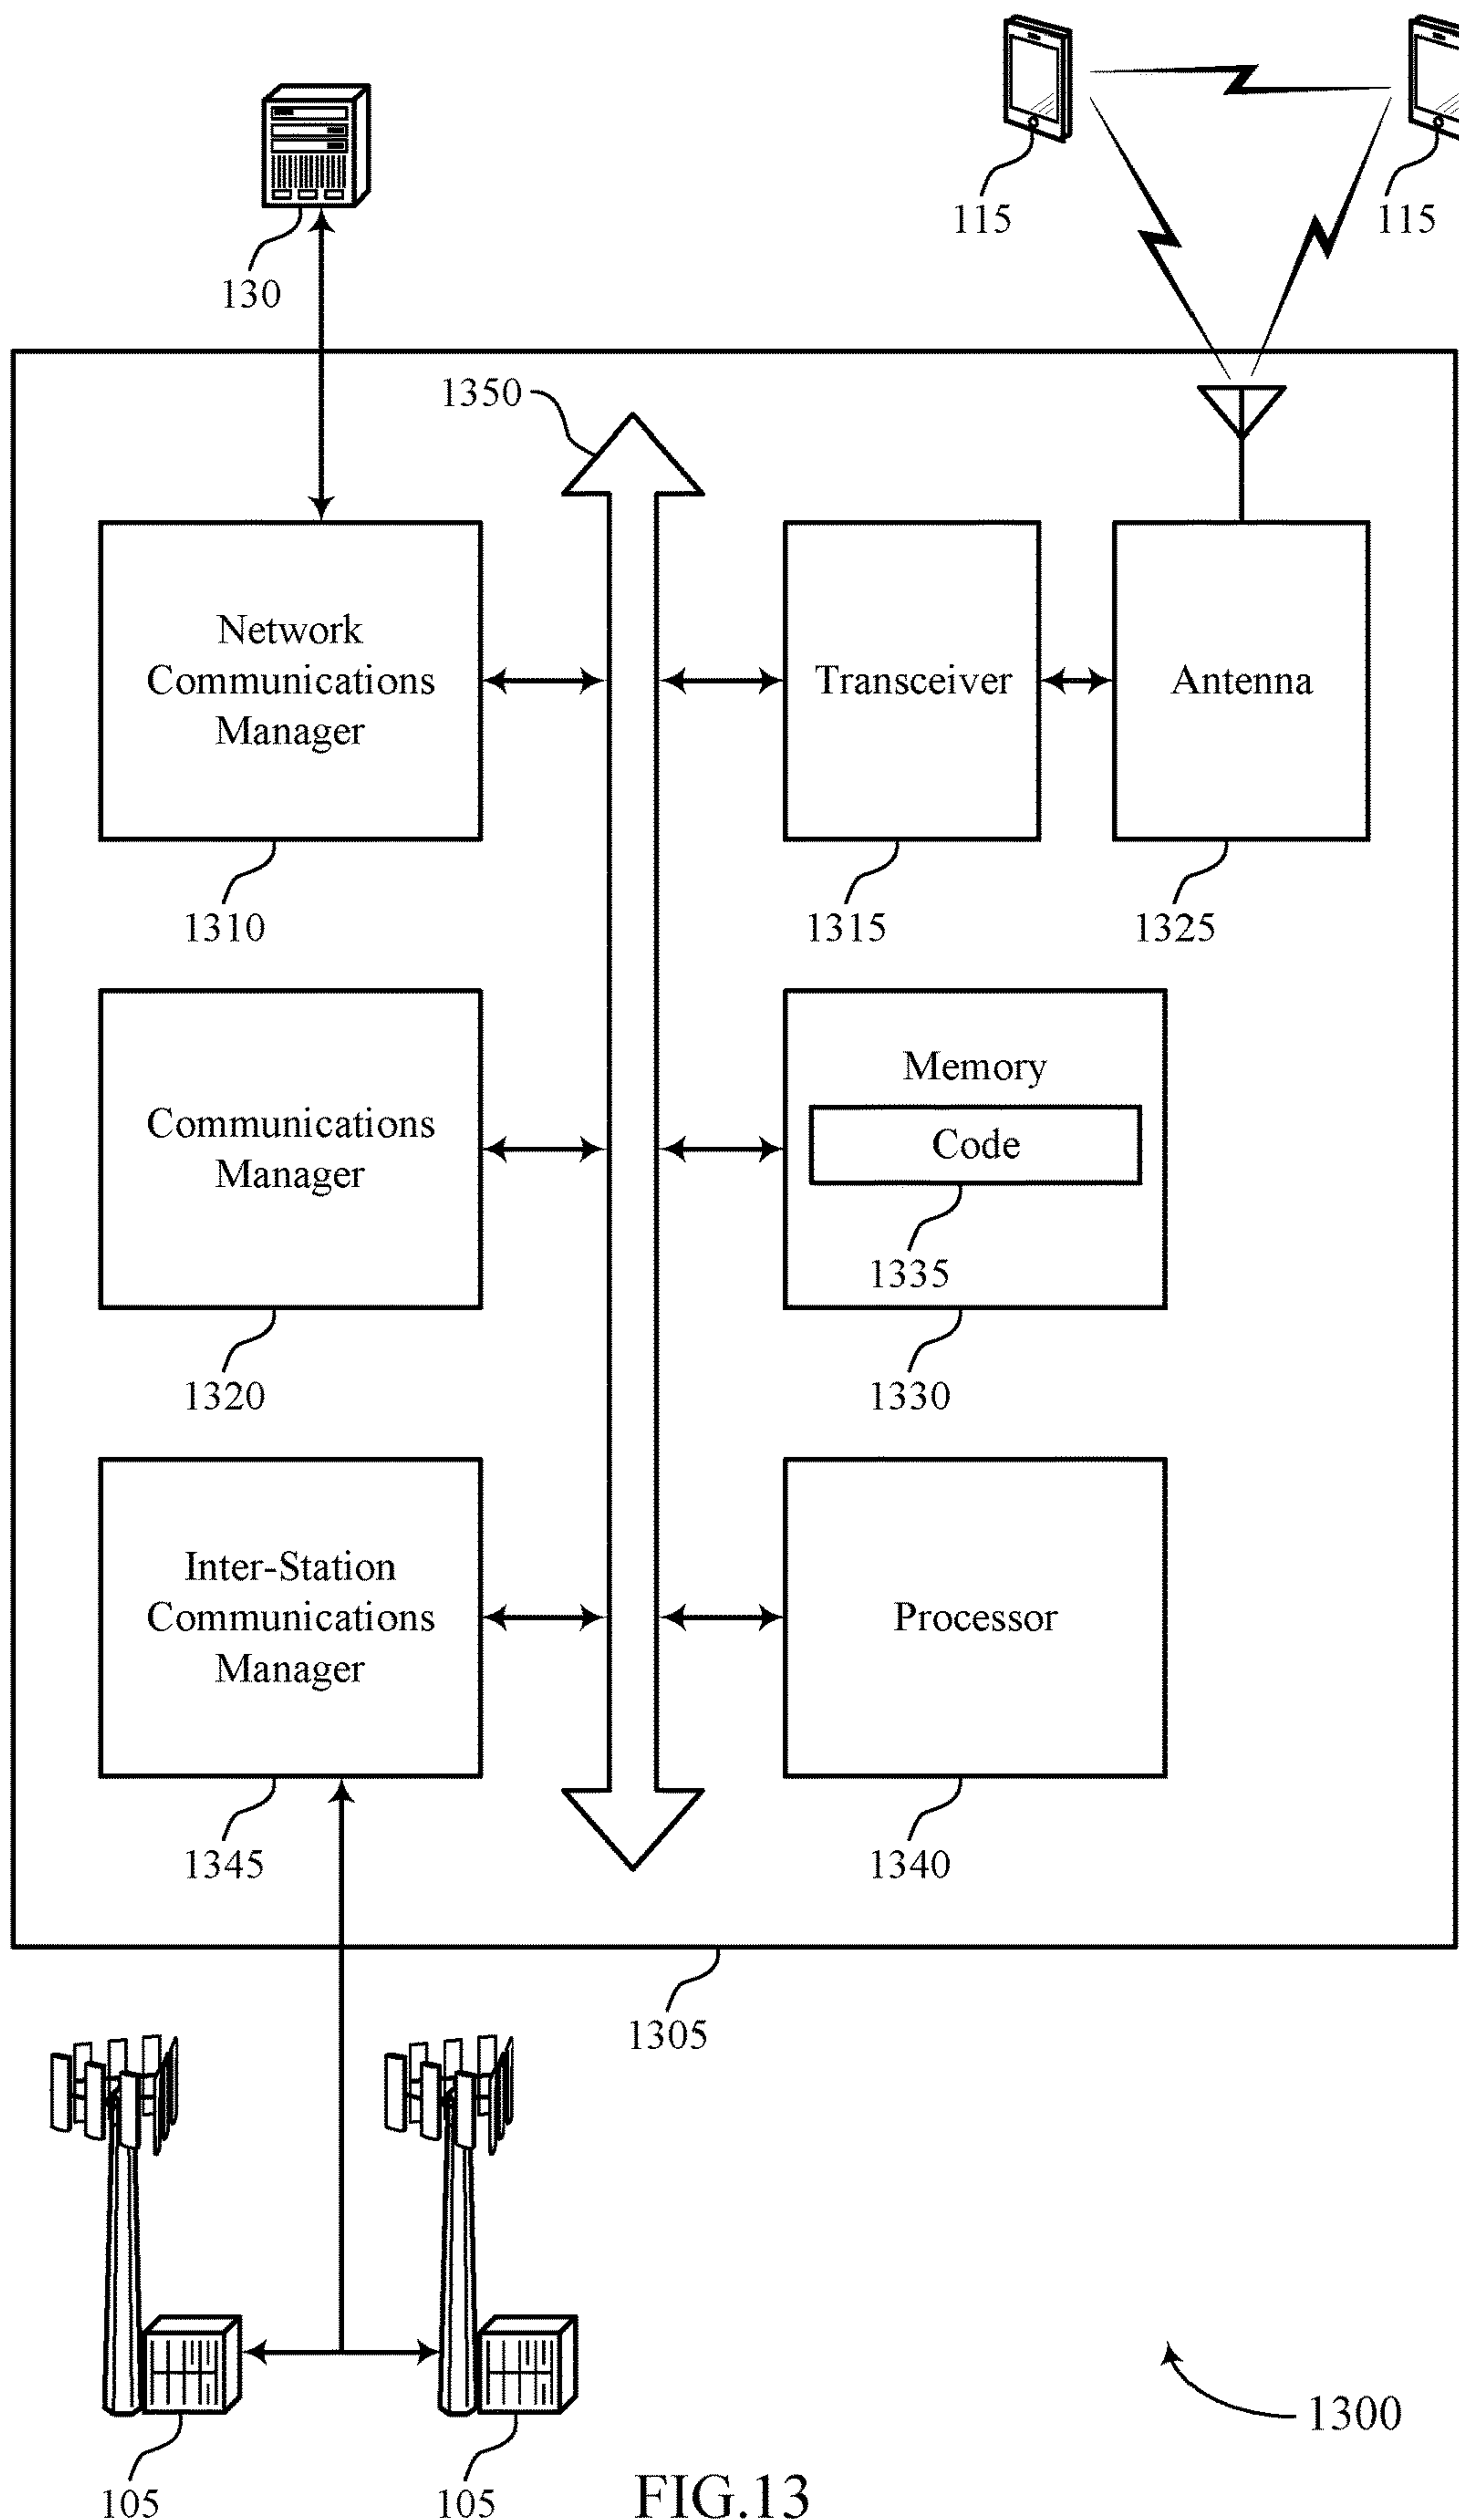 130
115
115
1350
Network
Communications
Manager
Transceiver
Antenna
1310
1315
1325
Communications
Manager
Memory
Code
1335
1320
1330
Inter-Station
Communications
Manager
Processor
1345
1340
1305
105
105
1300
FIG.13